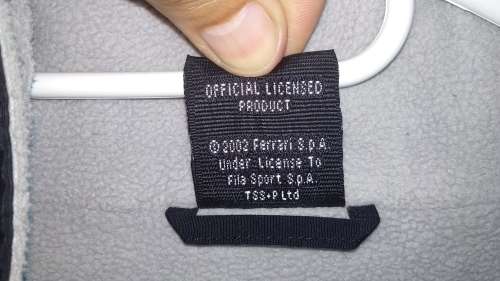 OFFICIAL LICENSED
PRODUCT
© 2002 Ferrari S.p.A.
Under License To
Fila Sport S.p.A.
TSS+P Ltd